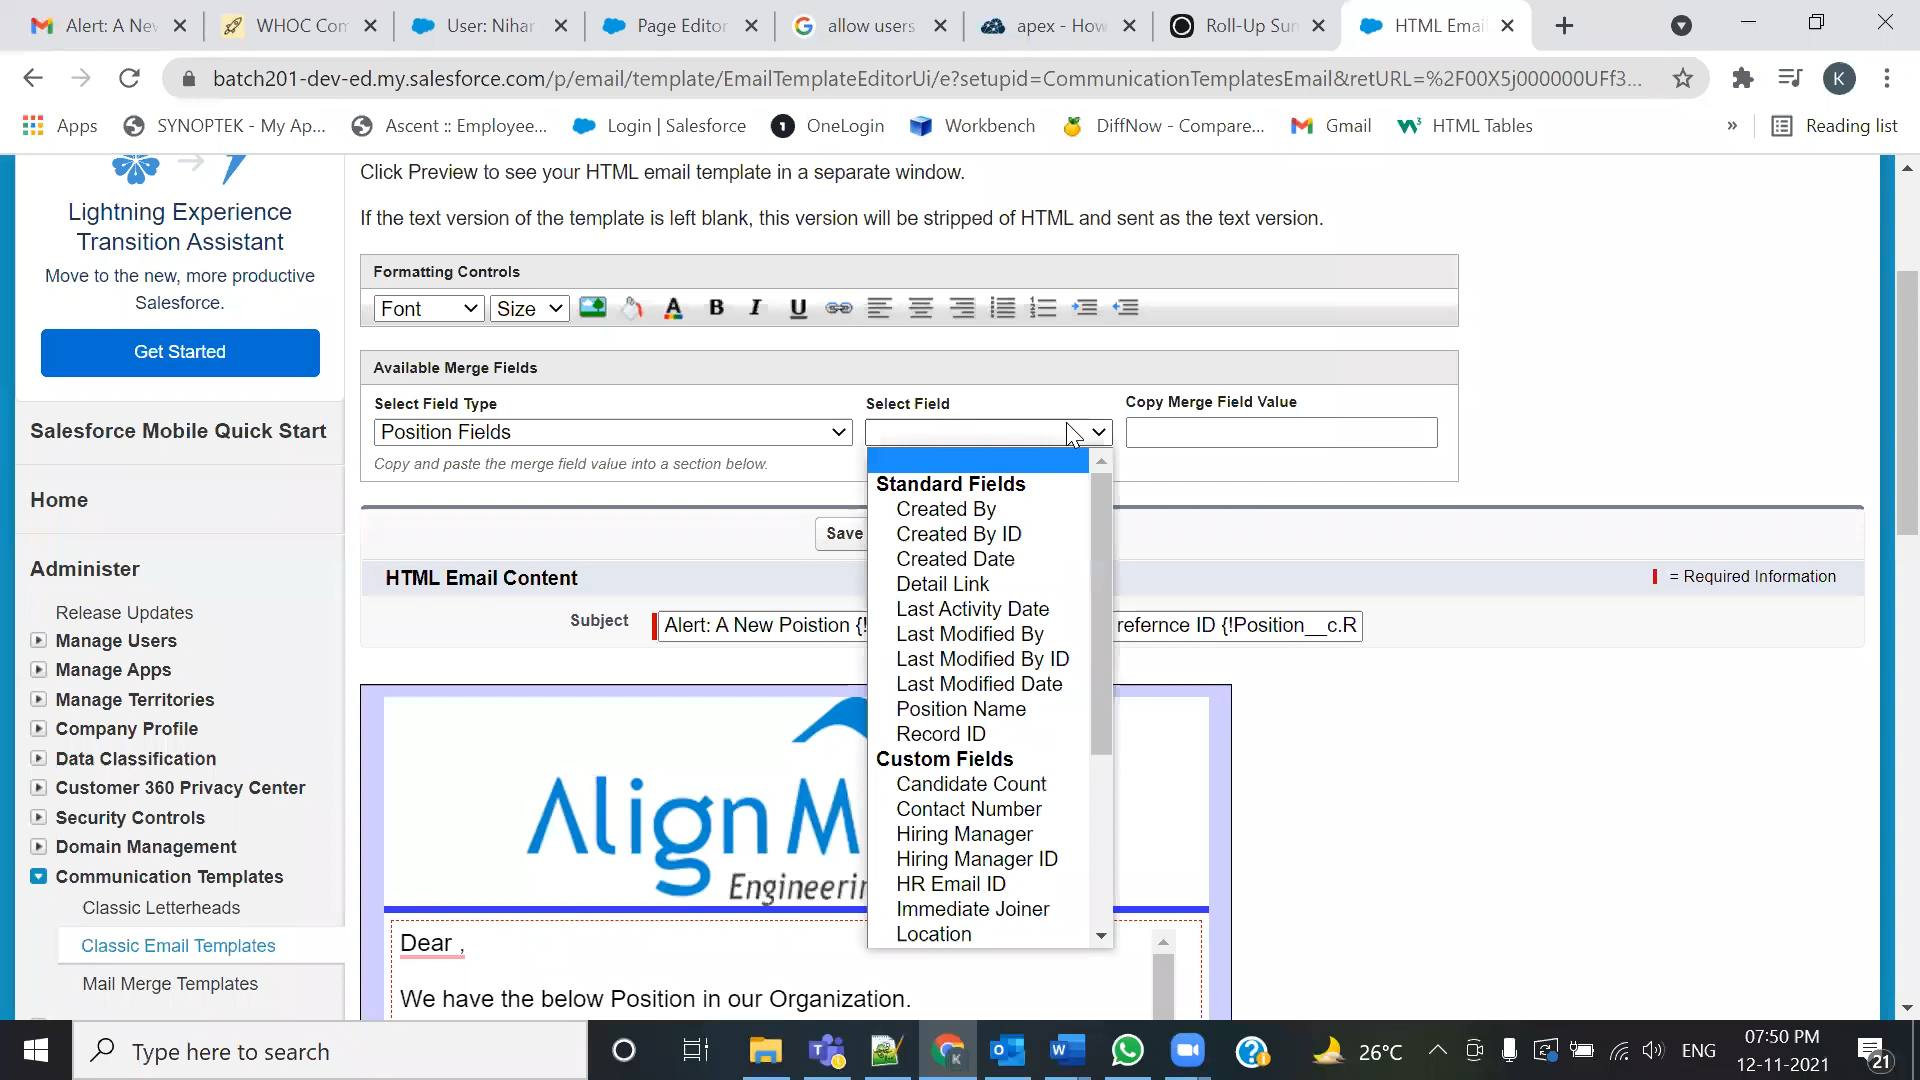 Alert: A Nev
WHOC Com
User: Nihar
Page Editor
allow users
apex - How
Roll-Up Sun
HTML Email
batch201-dev-ed.my.salesforce.com/p/email/template/EmailTemplateEditorUi/e?setupid=CommunicationTemplatesEmail&retURL=%2F00X5j000000UFf3...
K
Apps
SYNOPTEK - My Ap...
Ascent :: Employee...
Login | Salesforce
OneLogin
Workbench
DiffNow - Compare...
Gmail
HTML Tables
»
Reading list
Lightning Experience
Transition Assistant
Move to the new, more productive
Salesforce.
Get Started
Salesforce Mobile Quick Start
Home
Administer
Release Updates
Manage Users
Manage Apps
Manage Territories
Company Profile
Data Classification
Customer 360 Privacy Center
Security Controls
Domain Management
Communication Templates
Classic Letterheads
Classic Email Templates
Mail Merge Templates
Click Preview to see your HTML email template in a separate window.
If the text version of the template is left blank, this version will be stripped of HTML and sent as the text version.
Formatting Controls
Font
Size
A B I U
Available Merge Fields
Select Field Type
Select Field
Copy Merge Field Value
Position Fields
Copy and paste the merge field value into a section below.
Standard Fields
Created By
Created By ID
Created Date
Detail Link
Last Activity Date
Last Modified By
Last Modified By ID
Last Modified Date
Position Name
Record ID
Custom Fields
Candidate Count
Contact Number
Hiring Manager
Hiring Manager ID
HR Email ID
Immediate Joiner
Location
Save
HTML Email Content
= Required Information
Subject
Alert: A New Poistion {!
refernce ID {!Position__c.R
Align M
Engineerin
Dear ,
We have the below Position in our Organization.
Type here to search
26°C
ENG
07:50 PM
12-11-2021
21